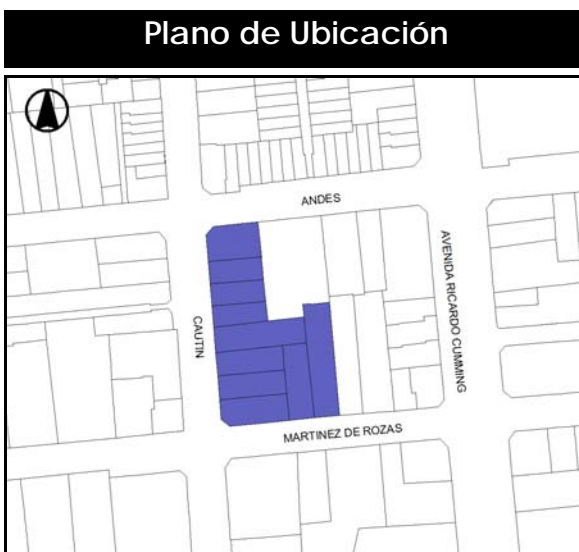 Plano de Ubicación
ANDES
AVENIDA RICARDO CUMMING
CAUTIN
MARTINEZ DE ROZAS